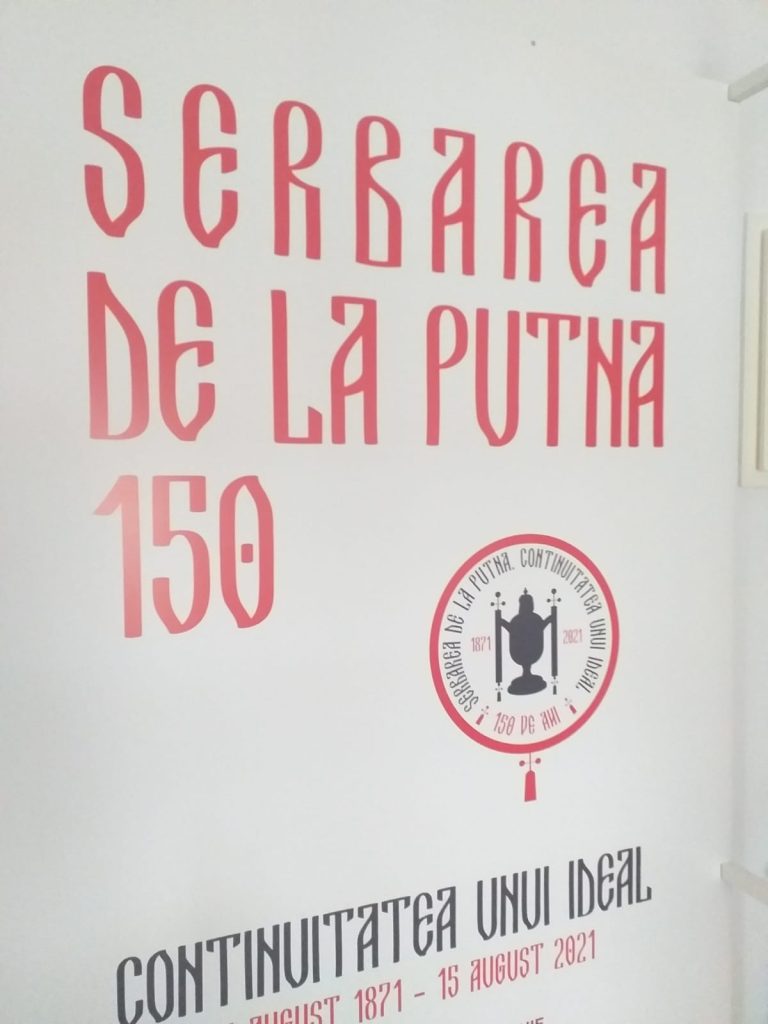 SERBAREA
DE LA PUTNA
150
SERBAREA DE LA PUTNA. CONTINUITATEA UNUI IDEAL.
1871
2021
150 DE ANI
CONTINUITATEA UNUI IDEAL
AUGUST 1871 - 15 AUGUST 2021